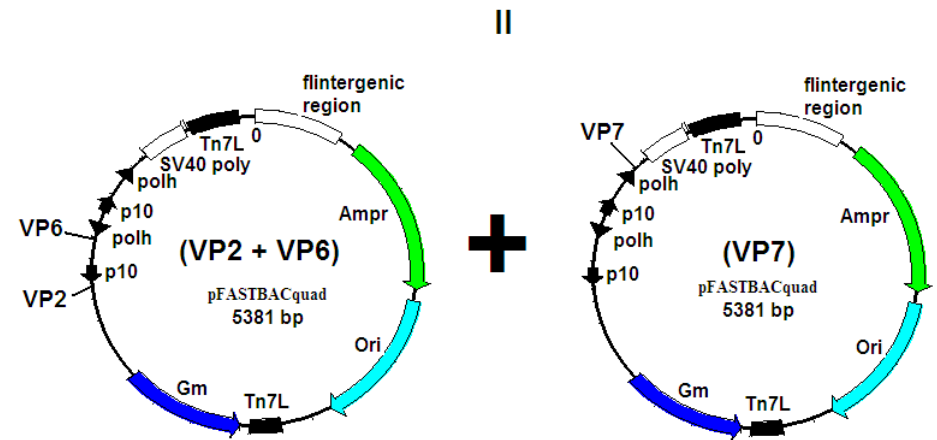 II
flintergenic
region
Tn7L
0
SV40 poly
polh
p10
polh
p10
VP6
VP2
Ampr
(VP2 + VP6)
pFASTBACquad
5381 bp
Ori
Gm
Tn7L
+
flintergenic
region
VP7
Tn7L
0
SV40 poly
polh
p10
polh
p10
Ampr
(VP7)
pFASTBACquad
5381 bp
Ori
Gm
Tn7L